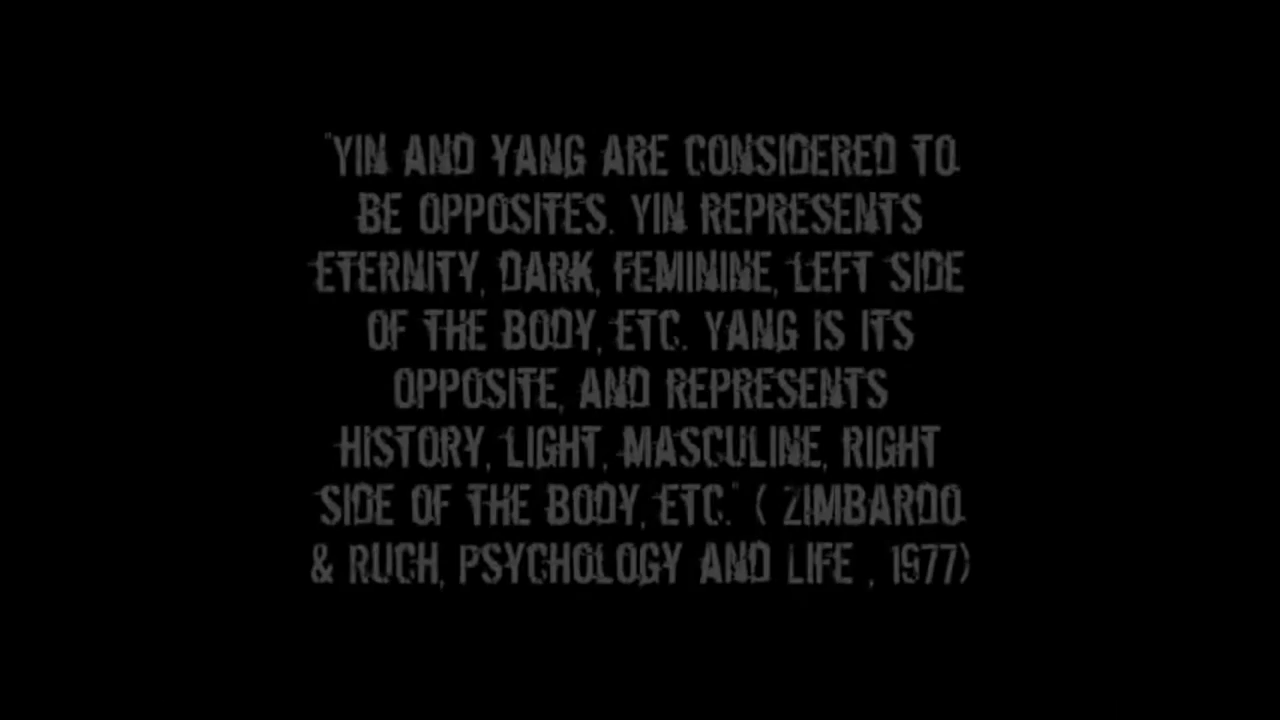 "YIN AND YANG ARE CONSIDERED TO
BE OPPOSITES. YIN REPRESENTS
ETERNITY, DARK, FEMININE, LEFT SIDE
OF THE BODY, ETC. YANG IS ITS
OPPOSITE, AND REPRESENTS
HISTORY, LIGHT, MASCULINE, RIGHT
SIDE OF THE BODY, ETC." ( ZIMBARDO
& RUCH, PSYCHOLOGY AND LIFE , 1977)